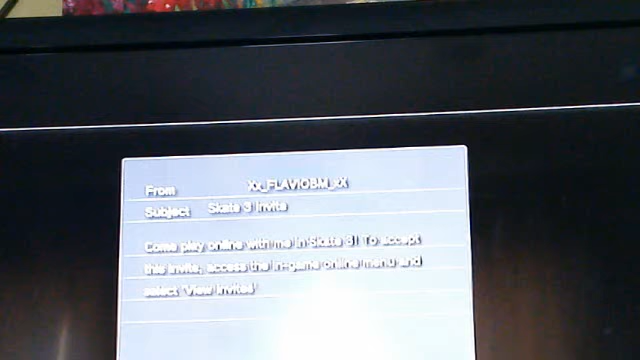 From XX_FLAVIOBM_XX
Subject Skate 3 Invite
Come play online with me in Skate 3! To accept
this invite, access the in-game online menu and
select 'View Invites'